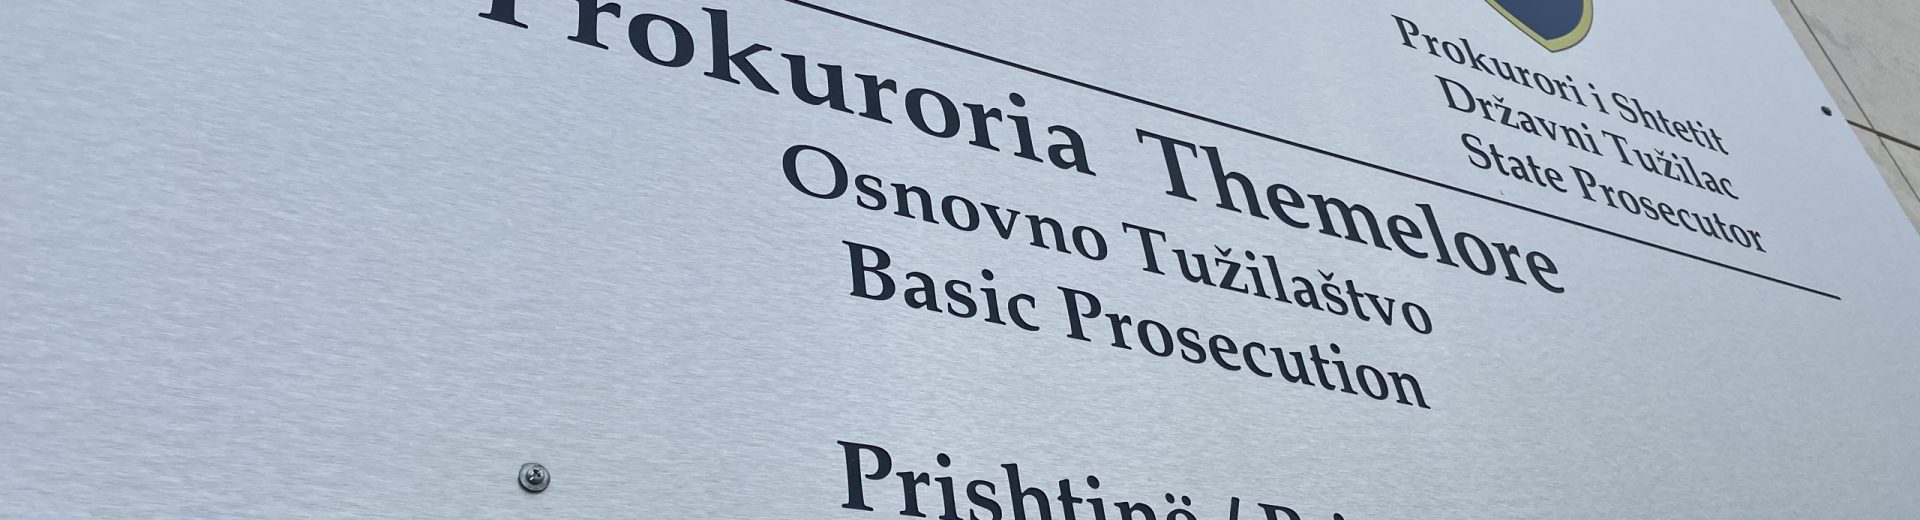 Prokurori i Shtetit
Državni Tužilac
State Prosecutor
Prokuroria Themelore
Osnovno Tužilaštvo
Basic Prosecution
Prishtinë /